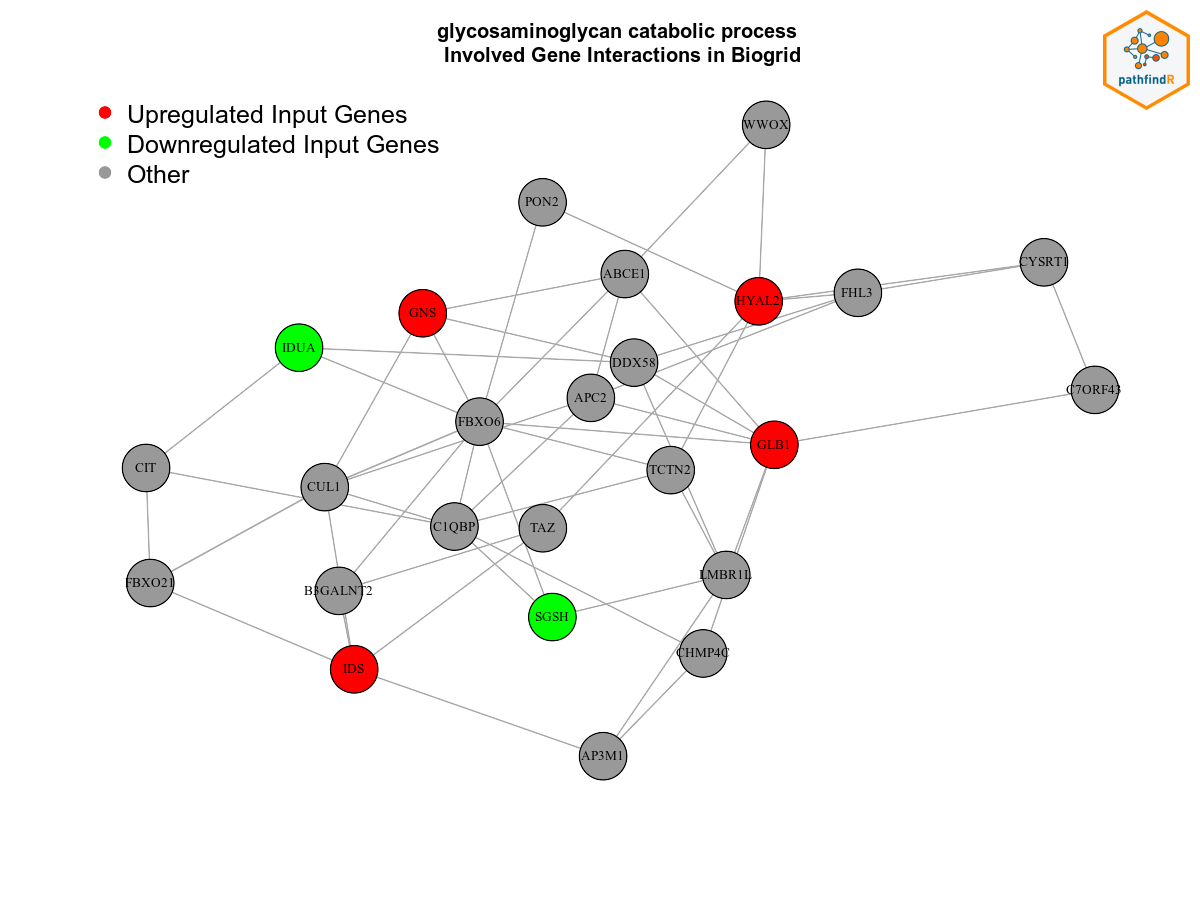 glycosaminoglycan catabolic process
Involved Gene Interactions in Biogrid
pathfindR
Upregulated Input Genes
Downregulated Input Genes
Other
WWOX
PON2
CYSRT1
ABCE1
FHL3
HYAL2
GNS
IDUA
DDX58
C7ORF43
APC2
FBXO6
GLB1
CIT
TCTN2
CUL1
C1QBP
TAZ
LMBR1L
FBXO21
B3GALNT2
SGSH
CHMP4C
IDS
AP3M1